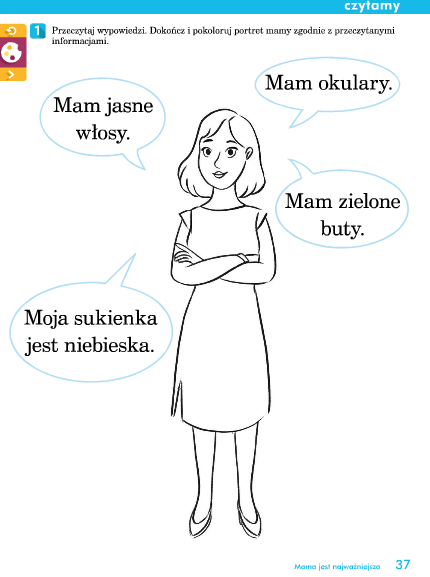 czytamy
1 Przeczytaj wypowiedzi. Dokończ i pokoloruj portret mamy zgodnie z przeczytanymi
informacjami.
Mam jasne
włosy.
Mam okulary.
Mam zielone
buty.
Moja sukienka
jest niebieska.
Mama jest najważniejsza 37